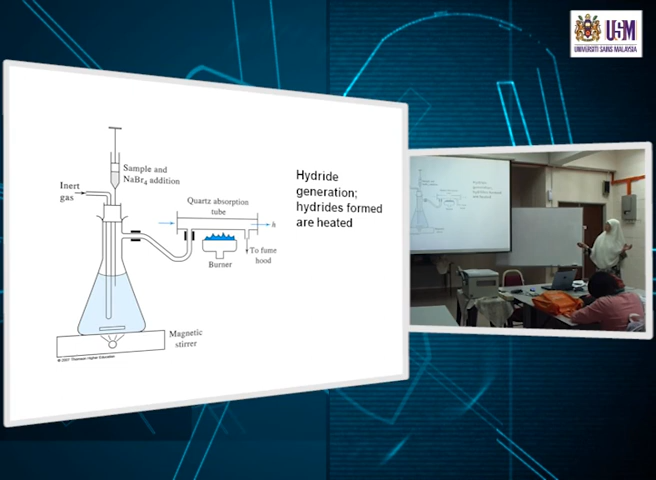 USM
UNIVERSITI SAINS MALAYSIA
Sample and
NaBr4 addition
Inert
gas
Quartz absorption
tube
h
To fume
hood
Burner
Magnetic
stirrer
© 2007 Thomson Higher Education
Hydride
generation;
hydrides formed
are heated